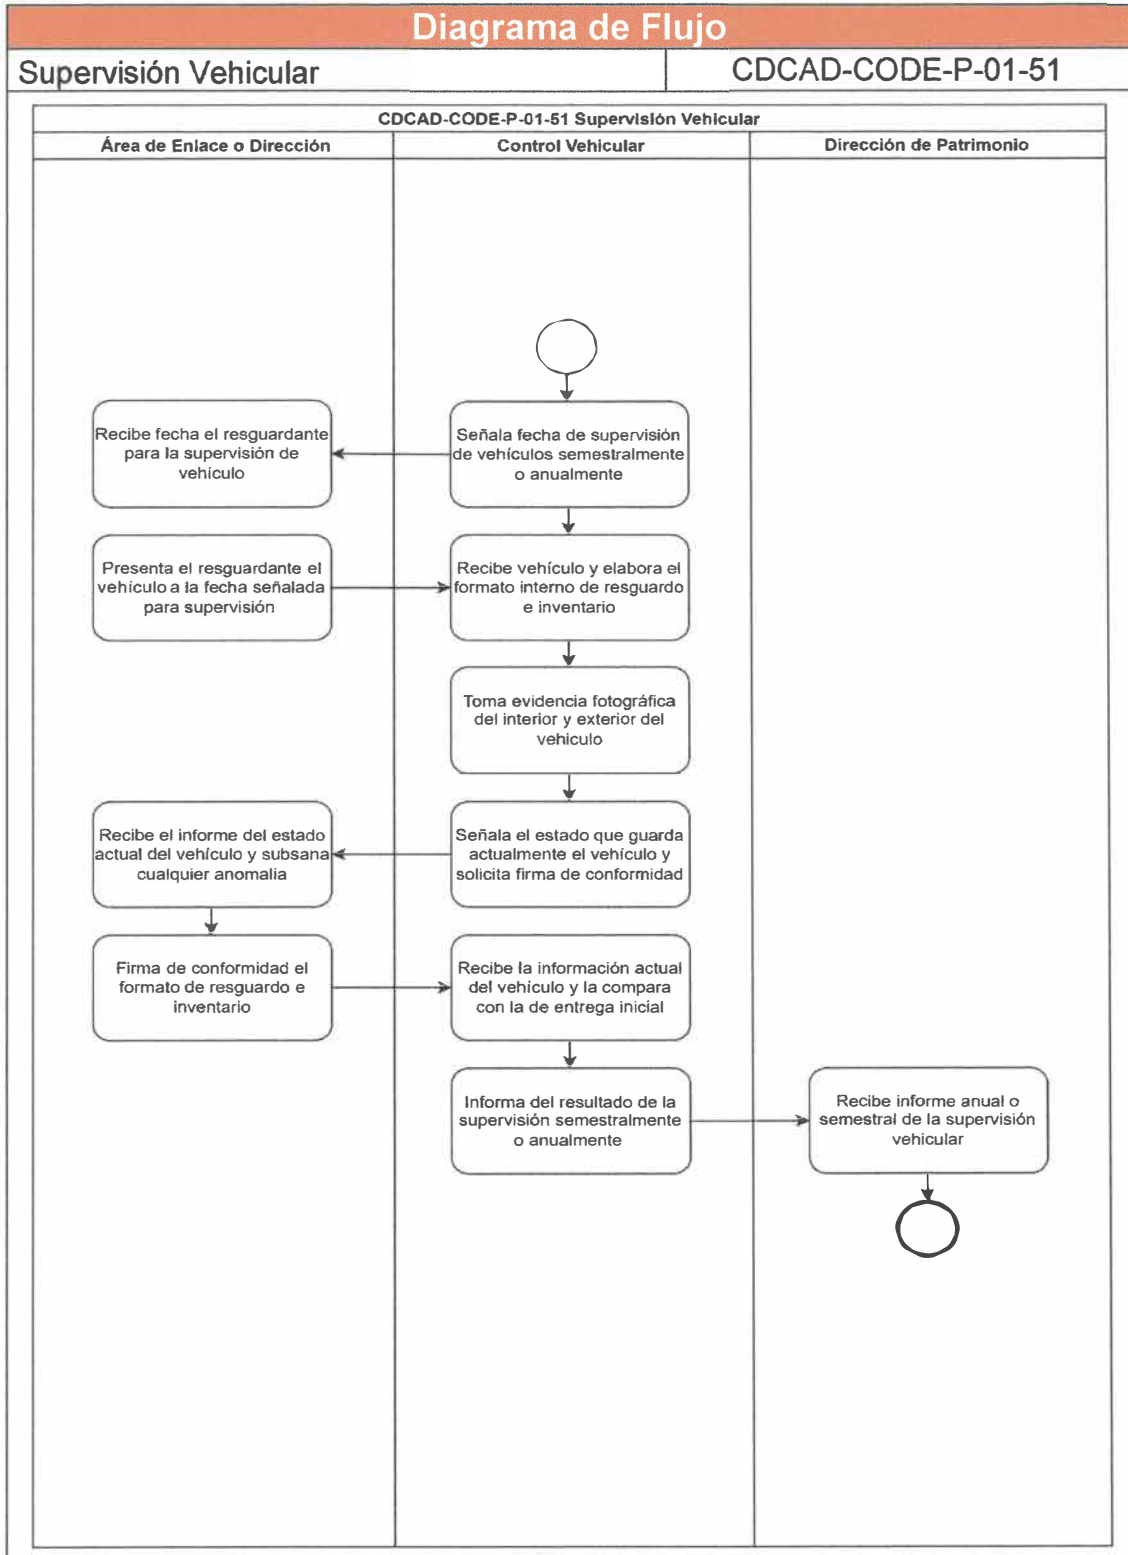 Diagrama de Flujo
Supervisión Vehicular
CDCAD-CODE-P-01-51
CDCAD-CODE-P-01-51 Supervisión Vehicular
Área de Enlace o Dirección
Control Vehicular
Dirección de Patrimonio
Recibe fecha el resguardante
para la supervisión de
vehículo
Señala fecha de supervisión
de vehículos semestralmente
o anualmente
Presenta el resguardante el
vehículo a la fecha señalada
para supervisión
Recibe vehículo y elabora el
formato interno de resguardo
e inventario
Toma evidencia fotográfica
del interior y exterior del
vehiculo
Recibe el informe del estado
actual del vehículo y subsana
cualquier anomalia
Señala el estado que guarda
actualmente el vehículo y
solicita firma de conformidad
Firma de conformidad el
formato de resguardo e
inventario
Recibe la información actual
del vehículo y la compara
con la de entrega inicial
Informa del resultado de la
supervisión semestralmente
o anualmente
Recibe informe anual o
semestral de la supervisión
vehicular